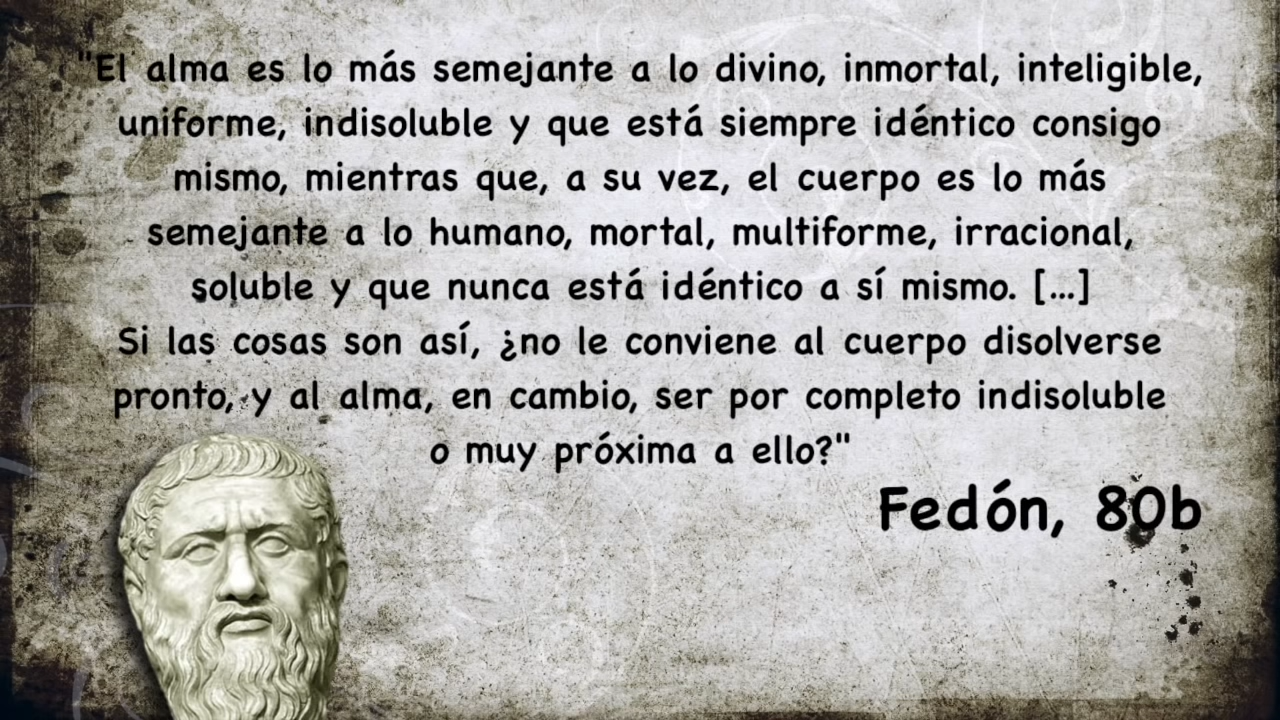 "El alma es lo más semejante a lo divino, inmortal, inteligible,
uniforme, indisoluble y que está siempre idéntico consigo
mismo, mientras que, a su vez, el cuerpo es lo más
semejante a lo humano, mortal, multiforme, irracional,
soluble y que nunca está idéntico a sí mismo. [...]
Si las cosas son así, ¿no le conviene al cuerpo disolverse
pronto, y al alma, en cambio, ser por completo indisoluble
o muy próxima a ello?"
Fedón, 80b